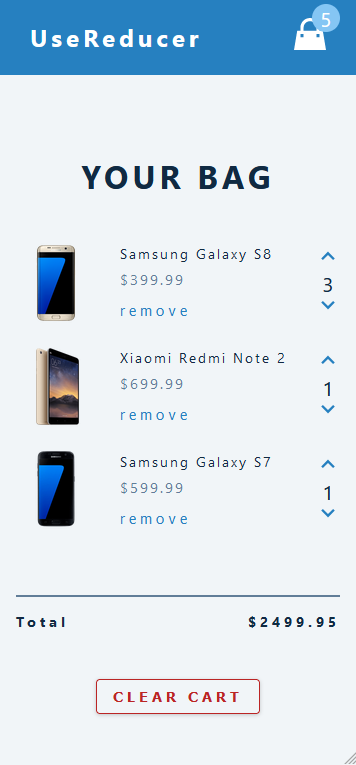 UseReducer
5
YOUR BAG
Samsung Galaxy S8
$399.99
3
remove
Xiaomi Redmi Note 2
$699.99
1
remove
Samsung Galaxy S7
$599.99
1
remove
Total $2499.95
CLEAR CART